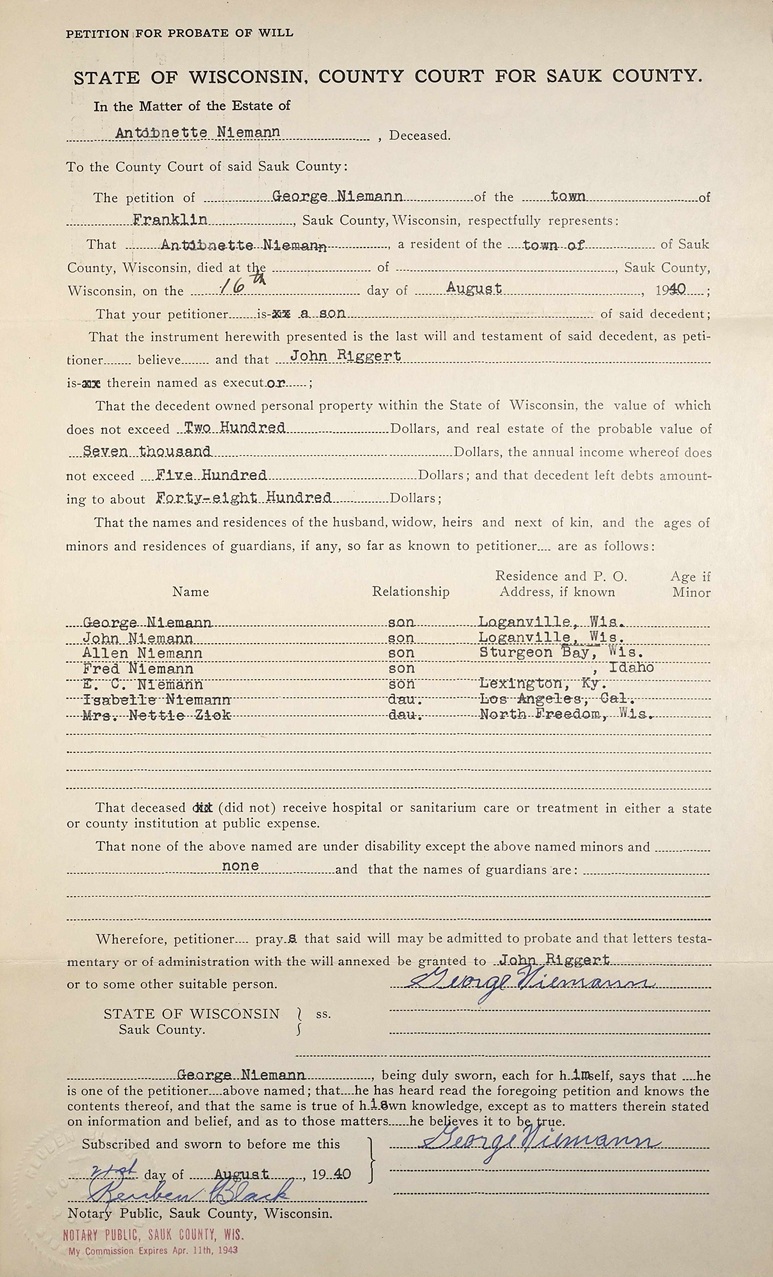 PETITION FOR PROBATE OF WILL
STATE OF WISCONSIN, COUNTY COURT FOR SAUK COUNTY.
In the Matter of the Estate of
Antoinette Niemann, Deceased.
To the County Court of said Sauk County:
The petition of George Niemann of the town of
Franklin, Sauk County, Wisconsin, respectfully represents:
That Antoinette Niemann, a resident of the town of of Sauk
County, Wisconsin, died at the of , Sauk County,
Wisconsin, on the 16th day of August, 1940;
That your petitioner is-xx a son of said decedent;
That the instrument herewith presented is the last will and testament of said decedent, as peti-
tioner believe and that John Riggert
is-xx therein named as executor;
That the decedent owned personal property within the State of Wisconsin, the value of which
does not exceed Two Hundred Dollars, and real estate of the probable value of
Seven thousand Dollars, the annual income whereof does
not exceed Five Hundred Dollars; and that decedent left debts amount-
ing to about Forty-eight Hundred Dollars;
That the names and residences of the husband, widow, heirs and next of kin, and the ages of
minors and residences of guardians, if any, so far as known to petitioner.... are as follows:
Name Relationship Residence and P. O. Address, if known Age if Minor
George Niemann son Loganville, Wis.
John Niemann son Loganville, Wis.
Allen Niemann son Sturgeon Bay, Wis.
Fred Niemann son , Idaho
E. C. Niemann son Lexington, Ky.
Isabelle Niemann dau. Los Angeles, Cal.
Mrs. Nettie Ziok dau. North Freedom, Wis.
That deceased xxx (did not) receive hospital or sanitarium care or treatment in either a state
or county institution at public expense.
That none of the above named are under disability except the above named minors and
none and that the names of guardians are:
Wherefore, petitioner.... pray.s that said will may be admitted to probate and that letters testa-
mentary or of administration with the will annexed be granted to John Riggert
or to some other suitable person. George Niemann
STATE OF WISCONSIN } ss.
Sauk County.
George Niemann, being duly sworn, each for himself, says that ....he
is one of the petitioner....above named; that....he has heard read the foregoing petition and knows the
contents thereof, and that the same is true of his own knowledge, except as to matters therein stated
on information and belief, and as to those matters.....he believes it to be true.
Subscribed and sworn to before me this George Niemann
21st day of August, 1940
Reuben Black
Notary Public, Sauk County, Wisconsin.
NOTARY PUBLIC, SAUK COUNTY, WIS.
My Commission Expires Apr. 11th, 1943